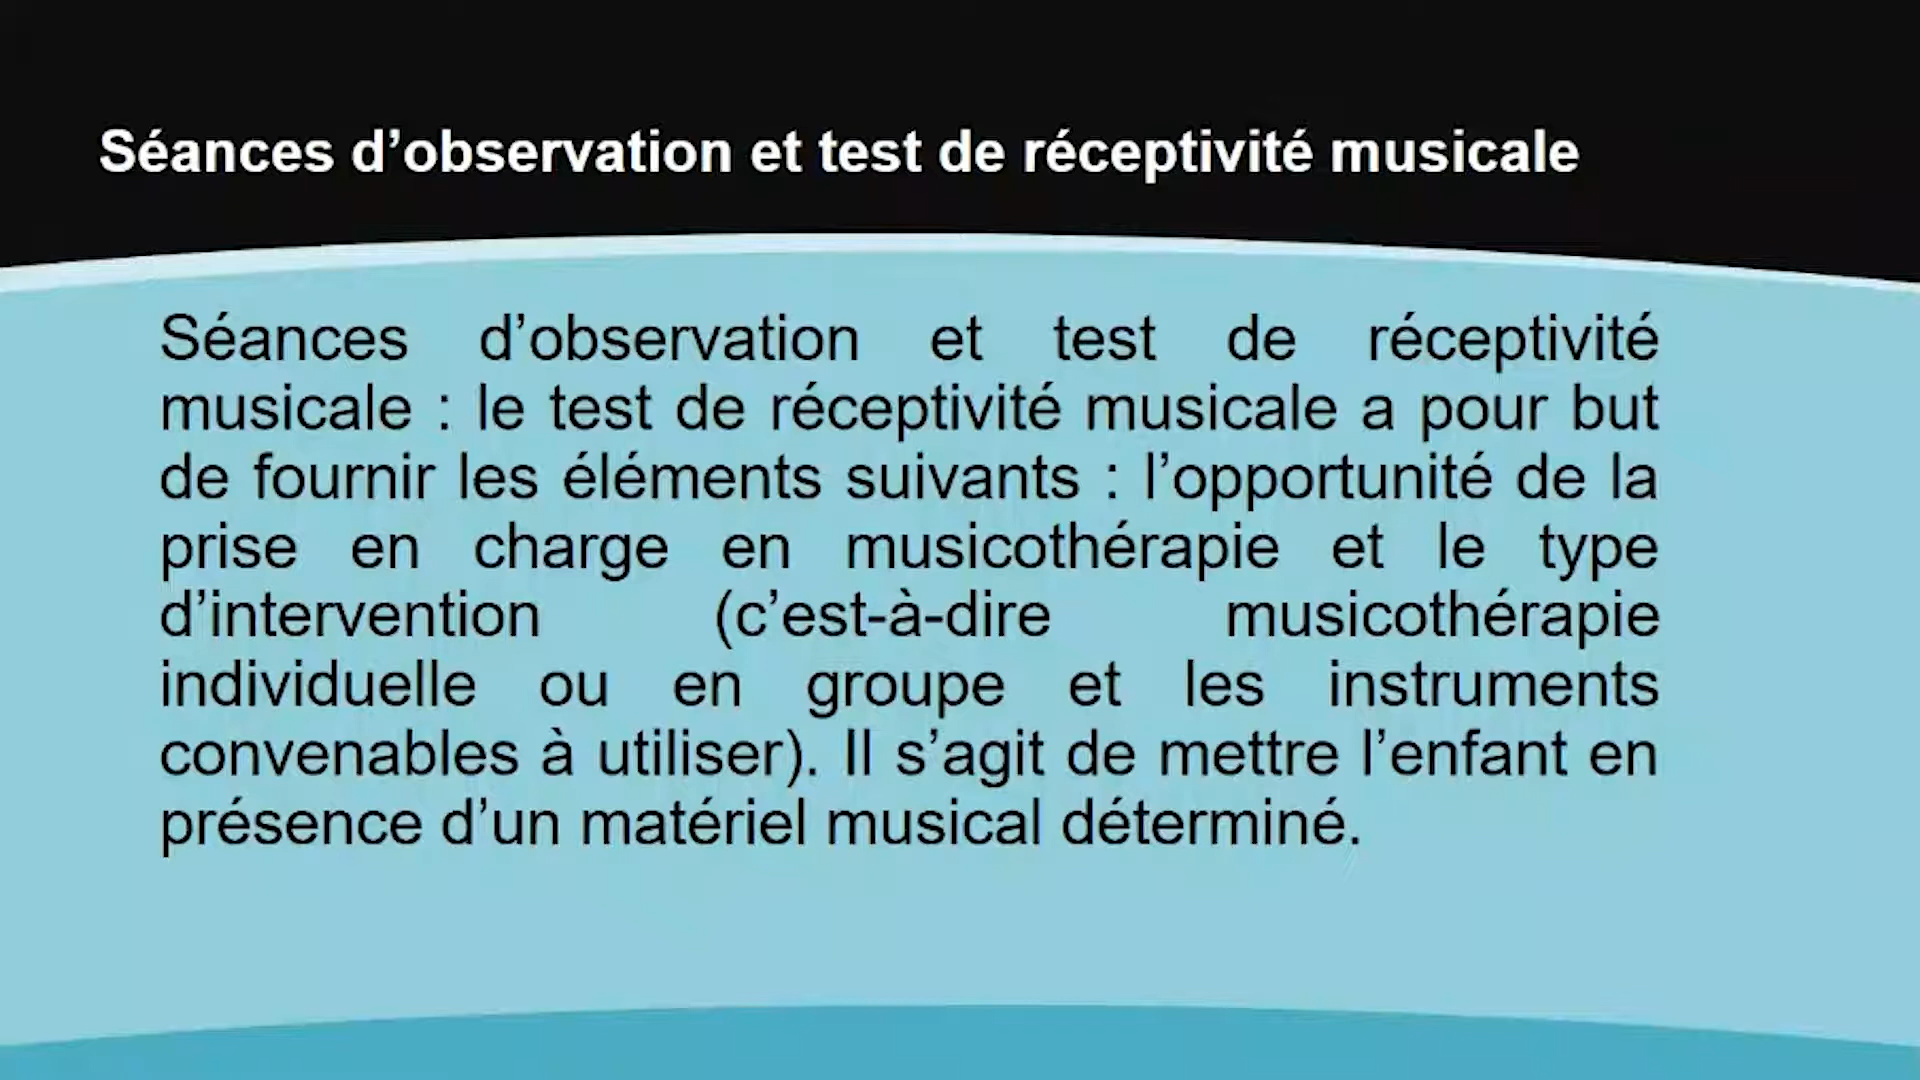 Séances d’observation et test de réceptivité musicale
Séances d’observation et test de réceptivité
musicale : le test de réceptivité musicale a pour but
de fournir les éléments suivants : l’opportunité de la
prise en charge en musicothérapie et le type
d’intervention (c’est-à-dire musicothérapie
individuelle ou en groupe et les instruments
convenables à utiliser). Il s’agit de mettre l’enfant en
présence d’un matériel musical déterminé.